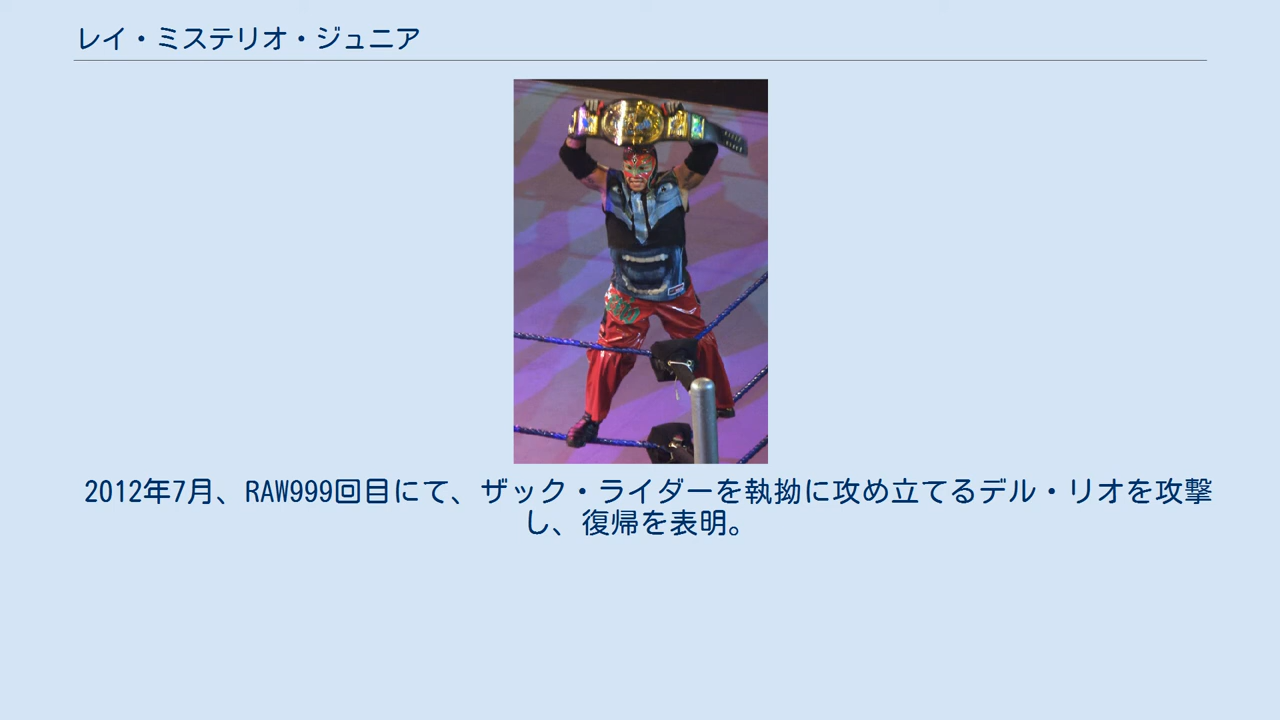 レイ・ミステリオ・ジュニア
2012年7月、RAW999回目にて、ザック・ライダーを執拗に攻め立てるデル・リオを攻撃
し、復帰を表明。